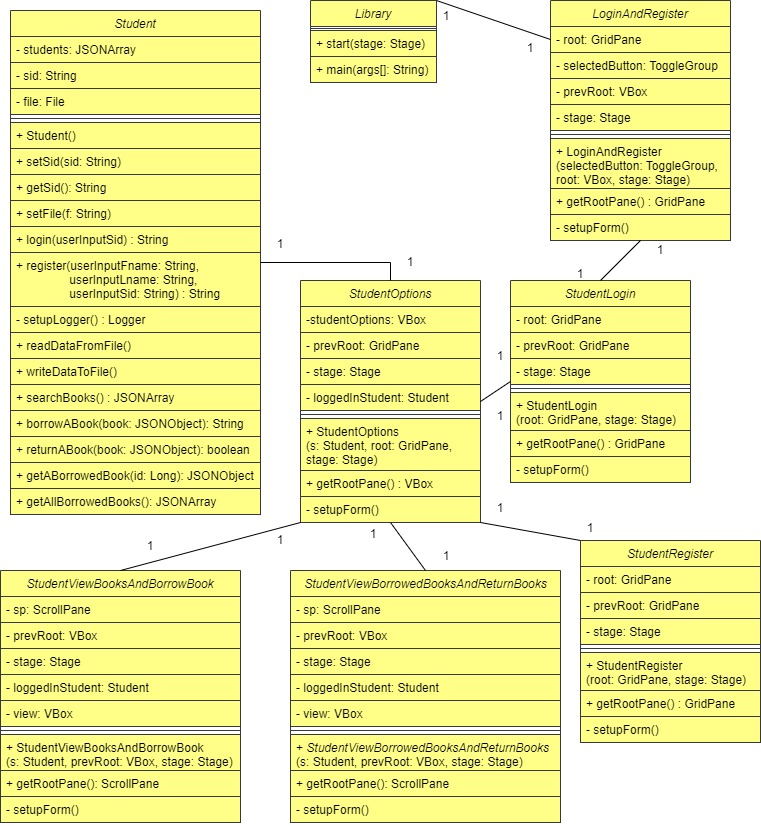 Student
- students: JSONArray
- sid: String
- file: File
+ Student()
+ setSid(sid: String)
+ getSid(): String
+ setFile(f: String)
+ login(userInputSid) : String
+ register(userInputFname: String,
userInputLname: String,
userInputSid: String) : String
- setupLogger() : Logger
+ readDataFromFile()
+ writeDataToFile()
+ searchBooks() : JSONArray
+ borrowABook(book: JSONObject): String
+ returnABook(book: JSONObject): boolean
+ getABorrowedBook(id: Long): JSONObject
+ getAllBorrowedBooks(): JSONArray
Library
+ start(stage: Stage)
+ main(args[]: String)
1
1
LoginAndRegister
- root: GridPane
- selectedButton: ToggleGroup
- prevRoot: VBox
- stage: Stage
+ LoginAndRegister
(selectedButton: ToggleGroup,
root: VBox, stage: Stage)
+ getRootPane() : GridPane
- setupForm()
1
1
1
1
StudentOptions
-studentOptions: VBox
- prevRoot: GridPane
- stage: Stage
- loggedInStudent: Student
+ StudentOptions
(s: Student, root: GridPane,
stage: Stage)
+ getRootPane() : VBox
- setupForm()
StudentLogin
- root: GridPane
- prevRoot: GridPane
- stage: Stage
+ StudentLogin
(root: GridPane, stage: Stage)
+ getRootPane() : GridPane
- setupForm()
1
1
1
1
1
1
1
1
StudentViewBooksAndBorrowBook
- sp: ScrollPane
- prevRoot: VBox
- stage: Stage
- loggedInStudent: Student
- view: VBox
+ StudentViewBooksAndBorrowBook
(s: Student, prevRoot: VBox, stage: Stage)
+ getRootPane(): ScrollPane
- setupForm()
StudentViewBorrowedBooksAndReturnBooks
- sp: ScrollPane
- prevRoot: VBox
- stage: Stage
- loggedInStudent: Student
- view: VBox
+ StudentViewBorrowedBooksAndReturnBooks
(s: Student, prevRoot: VBox, stage: Stage)
+ getRootPane(): ScrollPane
- setupForm()
StudentRegister
- root: GridPane
- prevRoot: GridPane
- stage: Stage
+ StudentRegister
(root: GridPane, stage: Stage)
+ getRootPane() : GridPane
- setupForm()